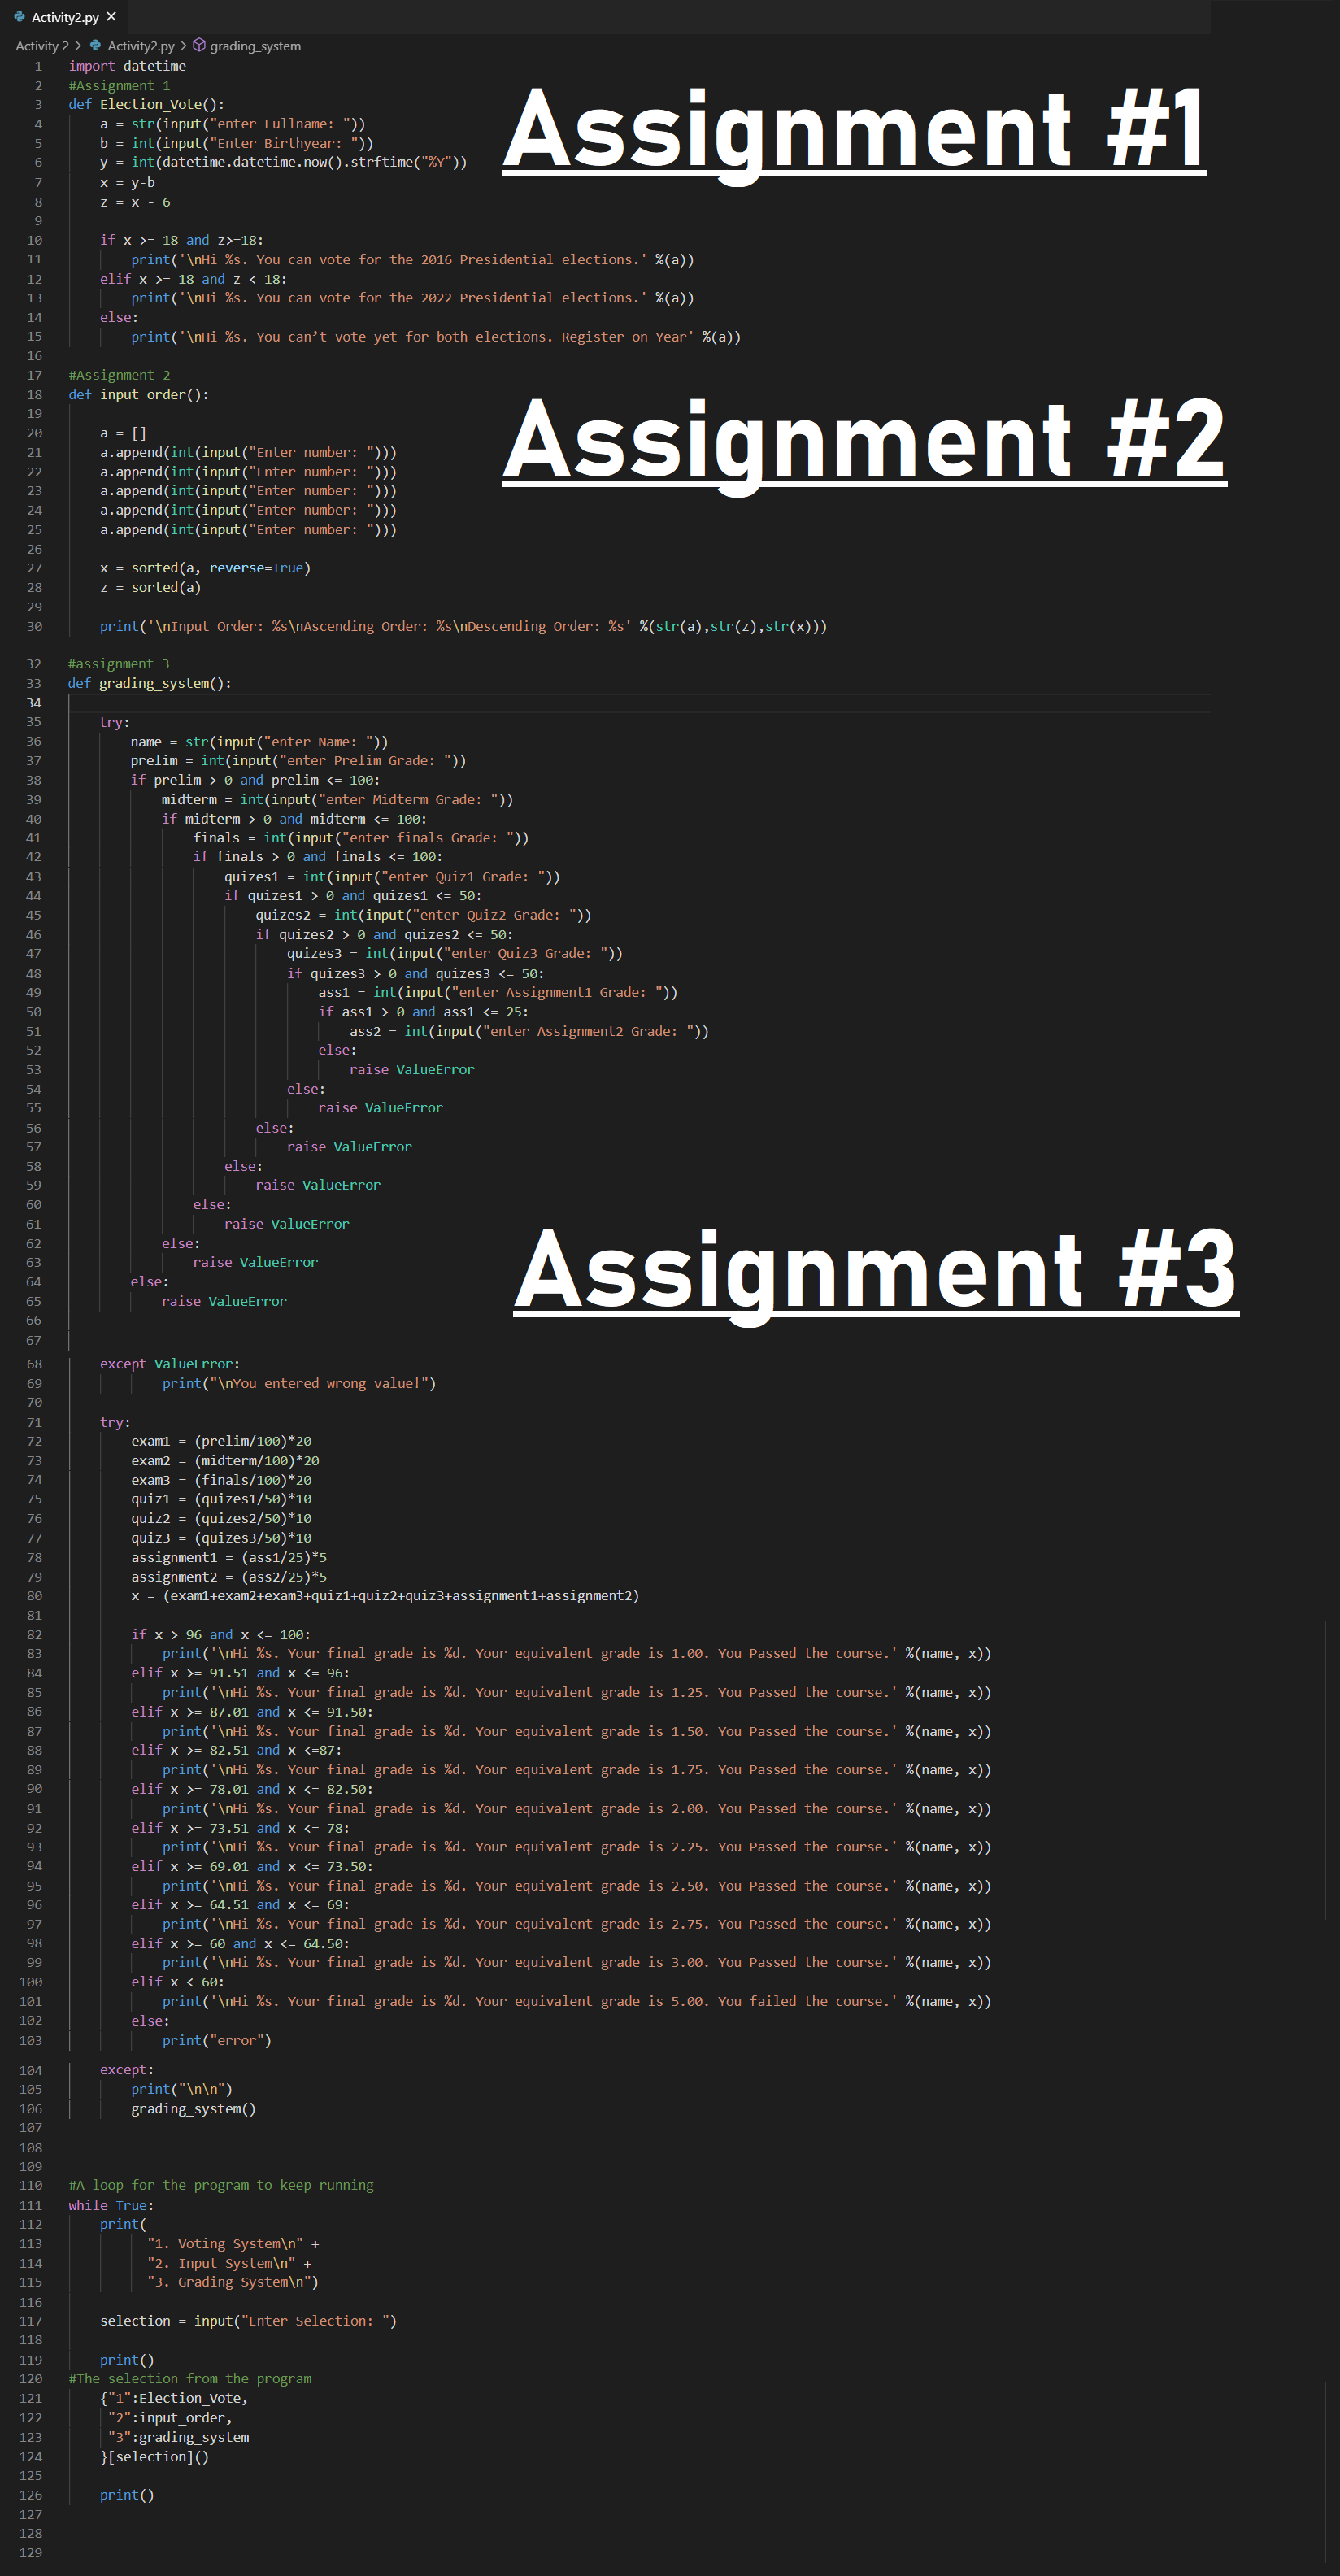 Activity2.py ×
Activity 2 > Activity2.py > grading_system
1 import datetime
2 #Assignment 1
3 def Election_Vote():
4     a = str(input("enter Fullname: "))
5     b = int(input("Enter Birthyear: "))
6     y = int(datetime.datetime.now().strftime("%Y"))
7     x = y-b
8     z = x - 6
9
10     if x >= 18 and z>=18:
11         print('\nHi %s. You can vote for the 2016 Presidential elections.' %(a))
12     elif x >= 18 and z < 18:
13         print('\nHi %s. You can vote for the 2022 Presidential elections.' %(a))
14     else:
15         print('\nHi %s. You can’t vote yet for both elections. Register on Year' %(a))
16
Assignment #1
17 #Assignment 2
18 def input_order():
19
20     a = []
21     a.append(int(input("Enter number: ")))
22     a.append(int(input("Enter number: ")))
23     a.append(int(input("Enter number: ")))
24     a.append(int(input("Enter number: ")))
25     a.append(int(input("Enter number: ")))
26
27     x = sorted(a, reverse=True)
28     z = sorted(a)
29
30     print('\nInput Order: %s\nAscending Order: %s\nDescending Order: %s' %(str(a),str(z),str(x)))
Assignment #2
32 #assignment 3
33 def grading_system():
34
35     try:
36         name = str(input("enter Name: "))
37         prelim = int(input("enter Prelim Grade: "))
38         if prelim > 0 and prelim <= 100:
39             midterm = int(input("enter Midterm Grade: "))
40             if midterm > 0 and midterm <= 100:
41                 finals = int(input("enter finals Grade: "))
42                 if finals > 0 and finals <= 100:
43                     quizes1 = int(input("enter Quiz1 Grade: "))
44                     if quizes1 > 0 and quizes1 <= 50:
45                         quizes2 = int(input("enter Quiz2 Grade: "))
46                         if quizes2 > 0 and quizes2 <= 50:
47                             quizes3 = int(input("enter Quiz3 Grade: "))
48                             if quizes3 > 0 and quizes3 <= 50:
49                                 ass1 = int(input("enter Assignment1 Grade: "))
50                                 if ass1 > 0 and ass1 <= 25:
51                                     ass2 = int(input("enter Assignment2 Grade: "))
52                                 else:
53                                     raise ValueError
54                             else:
55                                 raise ValueError
56                         else:
57                             raise ValueError
58                     else:
59                         raise ValueError
60                 else:
61                     raise ValueError
62             else:
63                 raise ValueError
64         else:
65             raise ValueError
66
67
Assignment #3
68     except ValueError:
69             print("\nYou entered wrong value!")
70
71     try:
72         exam1 = (prelim/100)*20
73         exam2 = (midterm/100)*20
74         exam3 = (finals/100)*20
75         quiz1 = (quizes1/50)*10
76         quiz2 = (quizes2/50)*10
77         quiz3 = (quizes3/50)*10
78         assignment1 = (ass1/25)*5
79         assignment2 = (ass2/25)*5
80         x = (exam1+exam2+exam3+quiz1+quiz2+quiz3+assignment1+assignment2)
81
82         if x > 96 and x <= 100:
83             print('\nHi %s. Your final grade is %d. Your equivalent grade is 1.00. You Passed the course.' %(name, x))
84         elif x >= 91.51 and x <= 96:
85             print('\nHi %s. Your final grade is %d. Your equivalent grade is 1.25. You Passed the course.' %(name, x))
86         elif x >= 87.01 and x <= 91.50:
87             print('\nHi %s. Your final grade is %d. Your equivalent grade is 1.50. You Passed the course.' %(name, x))
88         elif x >= 82.51 and x <=87:
89             print('\nHi %s. Your final grade is %d. Your equivalent grade is 1.75. You Passed the course.' %(name, x))
90         elif x >= 78.01 and x <= 82.50:
91             print('\nHi %s. Your final grade is %d. Your equivalent grade is 2.00. You Passed the course.' %(name, x))
92         elif x >= 73.51 and x <= 78:
93             print('\nHi %s. Your final grade is %d. Your equivalent grade is 2.25. You Passed the course.' %(name, x))
94         elif x >= 69.01 and x <= 73.50:
95             print('\nHi %s. Your final grade is %d. Your equivalent grade is 2.50. You Passed the course.' %(name, x))
96         elif x >= 64.51 and x <= 69:
97             print('\nHi %s. Your final grade is %d. Your equivalent grade is 2.75. You Passed the course.' %(name, x))
98         elif x >= 60 and x <= 64.50:
99             print('\nHi %s. Your final grade is %d. Your equivalent grade is 3.00. You Passed the course.' %(name, x))
100         elif x < 60:
101             print('\nHi %s. Your final grade is %d. Your equivalent grade is 5.00. You failed the course.' %(name, x))
102         else:
103             print("error")
104     except:
105         print("\n\n")
106         grading_system()
107
108
109
110 #A loop for the program to keep running
111 while True:
112     print(
113           "1. Voting System\n" +
114           "2. Input System\n" +
115           "3. Grading System\n")
116
117     selection = input("Enter Selection: ")
118
119     print()
120 #The selection from the program
121     {"1":Election_Vote,
122      "2":input_order,
123      "3":grading_system
124     }[selection]()
125
126     print()
127
128
129